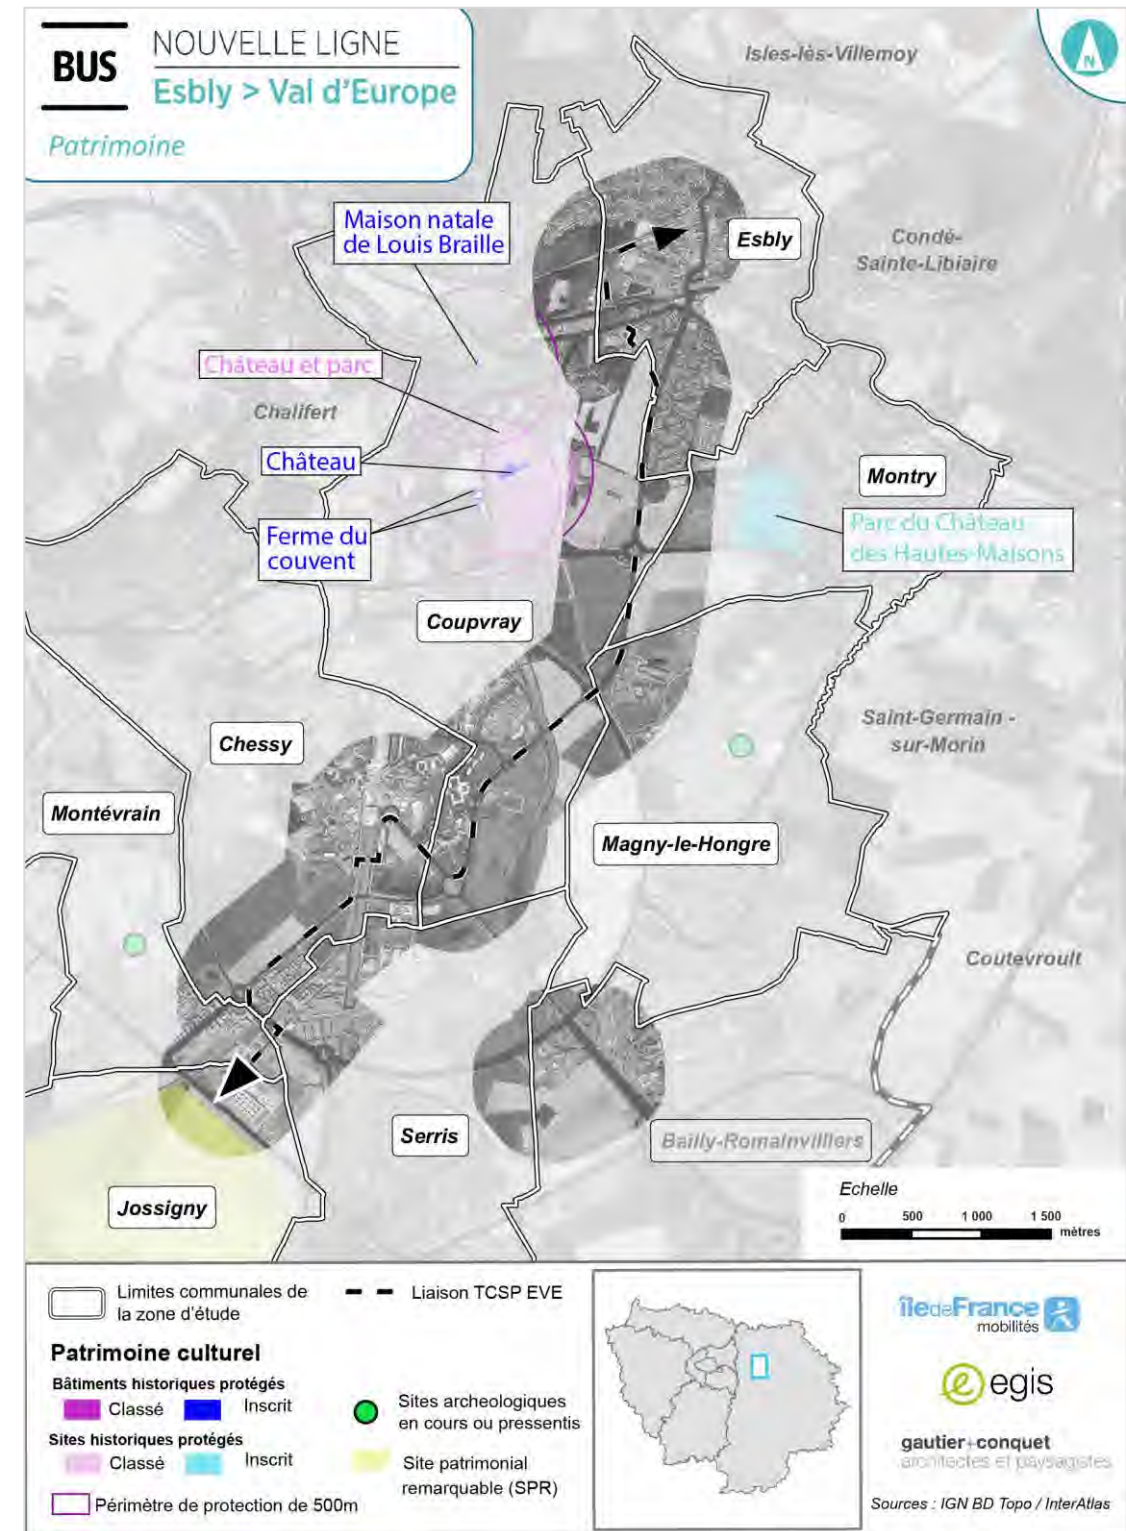 BUS
NOUVELLE LIGNE
Esbly > Val d'Europe
Patrimoine
N
Isles-lès-Villemoy
Maison natale
de Louis Braille
Esbly
Condé-
Sainte-Libiaire
Château et parc
Chalifert
Château
Montry
Ferme du
couvent
Parc du Château
des Hautes-Maisons
Coupvray
Saint-Germain -
sur-Morin
Chessy
Montévrain
Magny-le-Hongre
Coutevroult
Serris
Bailly-Romainvilliers
Jossigny
Echelle
0 500 1 000 1 500
mètres
Limites communales de
la zone d'étude
Liaison TCSP EVE
Patrimoine culturel
Bâtiments historiques protégés
Classé Inscrit
Sites historiques protégés
Classé Inscrit
Périmètre de protection de 500m
Sites archeologiques
en cours ou pressentis
Site patrimonial
remarquable (SPR)
îledeFrance
mobilités
e egis
gautier+conquet
architectes et paysagistes
Sources : IGN BD Topo / InterAtlas